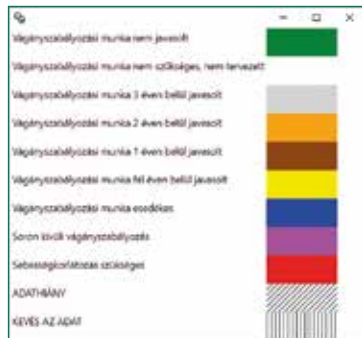 Vágányszabályozási munka nem javasolt
Vágányszabályozási munka nem szükséges, nem tervezett
Vágányszabályozási munka 3 éven belül javasolt
Vágányszabályozási munka 2 éven belül javasolt
Vágányszabályozási munka 1 éven belül javasolt
Vágányszabályozási munka fél éven belül javasolt
Vágányszabályozási munka esedékes
Soron kívüli vágányszabályozás
Sebességkorlátozás szükséges
ADATHIÁNY
KEVÉS AZ ADAT